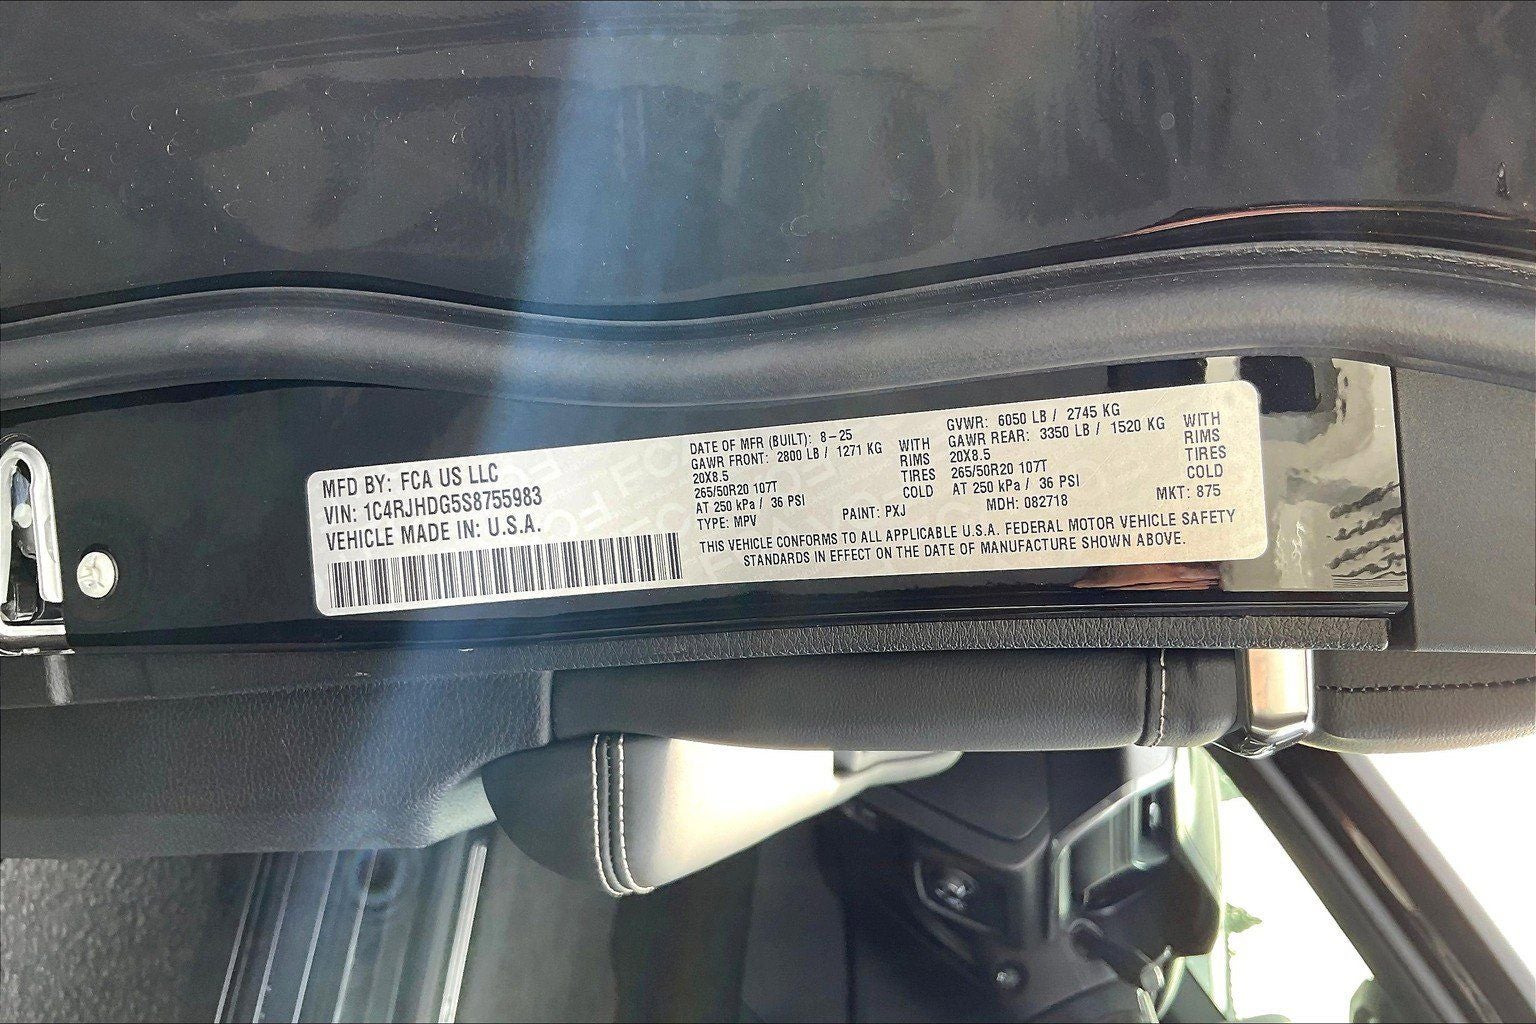 MFD BY: FCA US LLC
VIN: 1C4RJHDG5S8755983
VEHICLE MADE IN: U.S.A.
DATE OF MFR (BUILT): 8-25
GAWR FRONT: 2800 LB / 1271 KG WITH
20X8.5 RIMS
265/50R20 107T TIRES
AT 250 kPa / 36 PSI COLD
TYPE: MPV
PAINT: PXJ
GVWR: 6050 LB / 2745 KG
GAWR REAR: 3350 LB / 1520 KG WITH
20X8.5 RIMS
265/50R20 107T TIRES
AT 250 kPa / 36 PSI COLD
MDH: 082718
MKT: 875
THIS VEHICLE CONFORMS TO ALL APPLICABLE U.S.A. FEDERAL MOTOR VEHICLE SAFETY
STANDARDS IN EFFECT ON THE DATE OF MANUFACTURE SHOWN ABOVE.